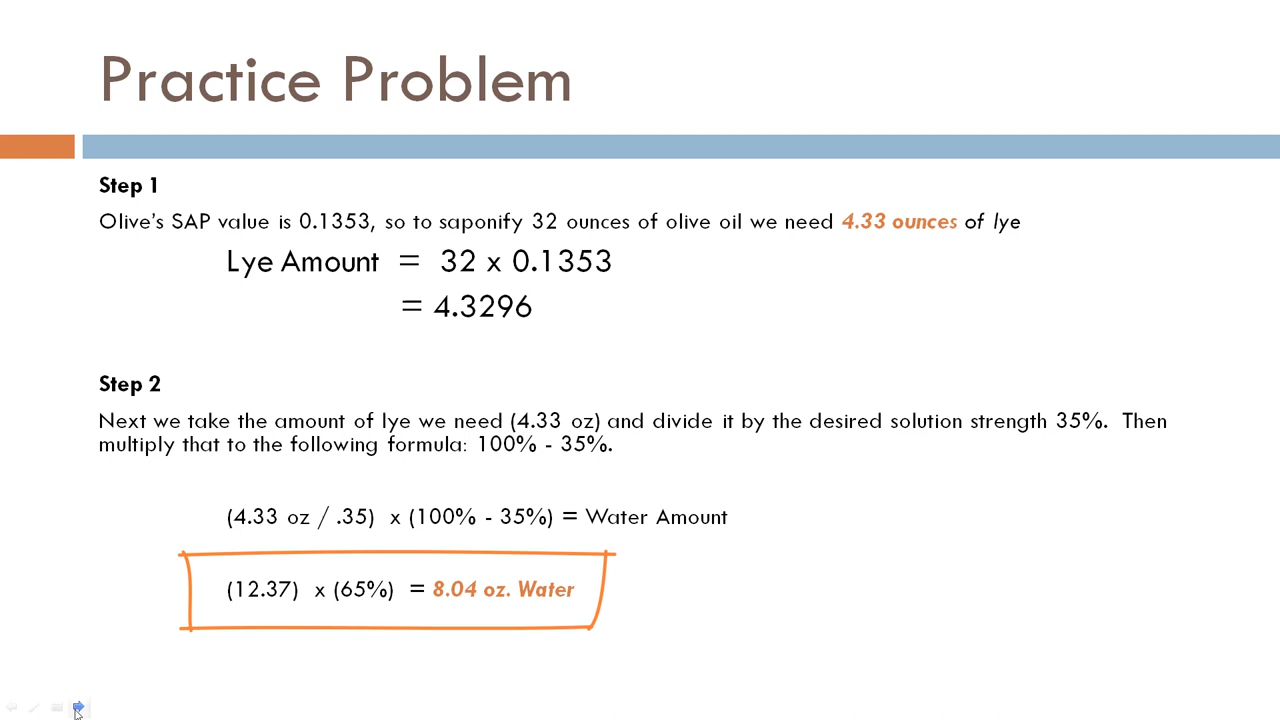 Practice Problem
Step 1
Olive's SAP value is 0.1353, so to saponify 32 ounces of olive oil we need 4.33 ounces of lye
Lye Amount = 32 x 0.1353
= 4.3296
Step 2
Next we take the amount of lye we need (4.33 oz) and divide it by the desired solution strength 35%. Then
multiply that to the following formula: 100% - 35%.
(4.33 oz / .35) x (100% - 35%) = Water Amount
(12.37) x (65%) = 8.04 oz. Water